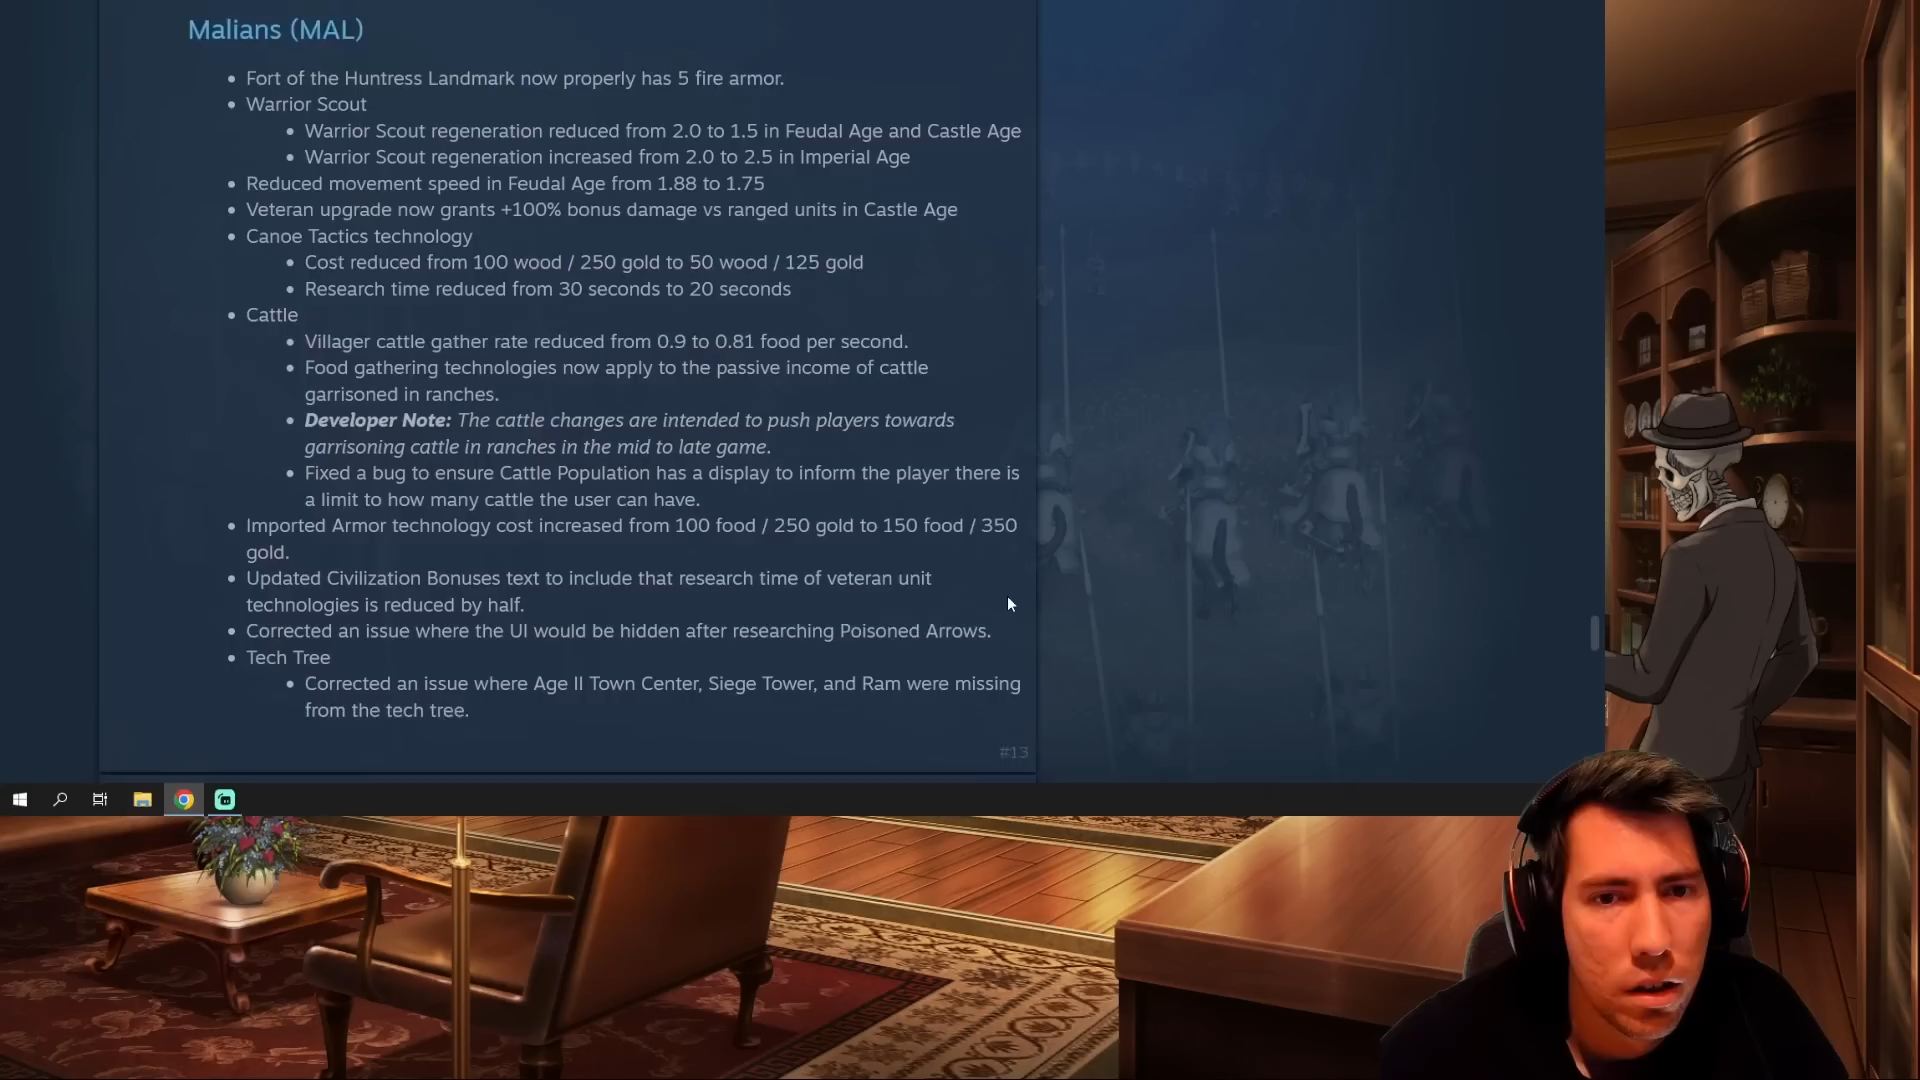 Malians (MAL)
Fort of the Huntress Landmark now properly has 5 fire armor.
Warrior Scout
Warrior Scout regeneration reduced from 2.0 to 1.5 in Feudal Age and Castle Age
Warrior Scout regeneration increased from 2.0 to 2.5 in Imperial Age
Reduced movement speed in Feudal Age from 1.88 to 1.75
Veteran upgrade now grants +100% bonus damage vs ranged units in Castle Age
Canoe Tactics technology
Cost reduced from 100 wood / 250 gold to 50 wood / 125 gold
Research time reduced from 30 seconds to 20 seconds
Cattle
Villager cattle gather rate reduced from 0.9 to 0.81 food per second.
Food gathering technologies now apply to the passive income of cattle
garrisoned in ranches.
Developer Note: The cattle changes are intended to push players towards
garrisoning cattle in ranches in the mid to late game.
Fixed a bug to ensure Cattle Population has a display to inform the player there is
a limit to how many cattle the user can have.
Imported Armor technology cost increased from 100 food / 250 gold to 150 food / 350
gold.
Updated Civilization Bonuses text to include that research time of veteran unit
technologies is reduced by half.
Corrected an issue where the UI would be hidden after researching Poisoned Arrows.
Tech Tree
Corrected an issue where Age II Town Center, Siege Tower, and Ram were missing
from the tech tree.
#13